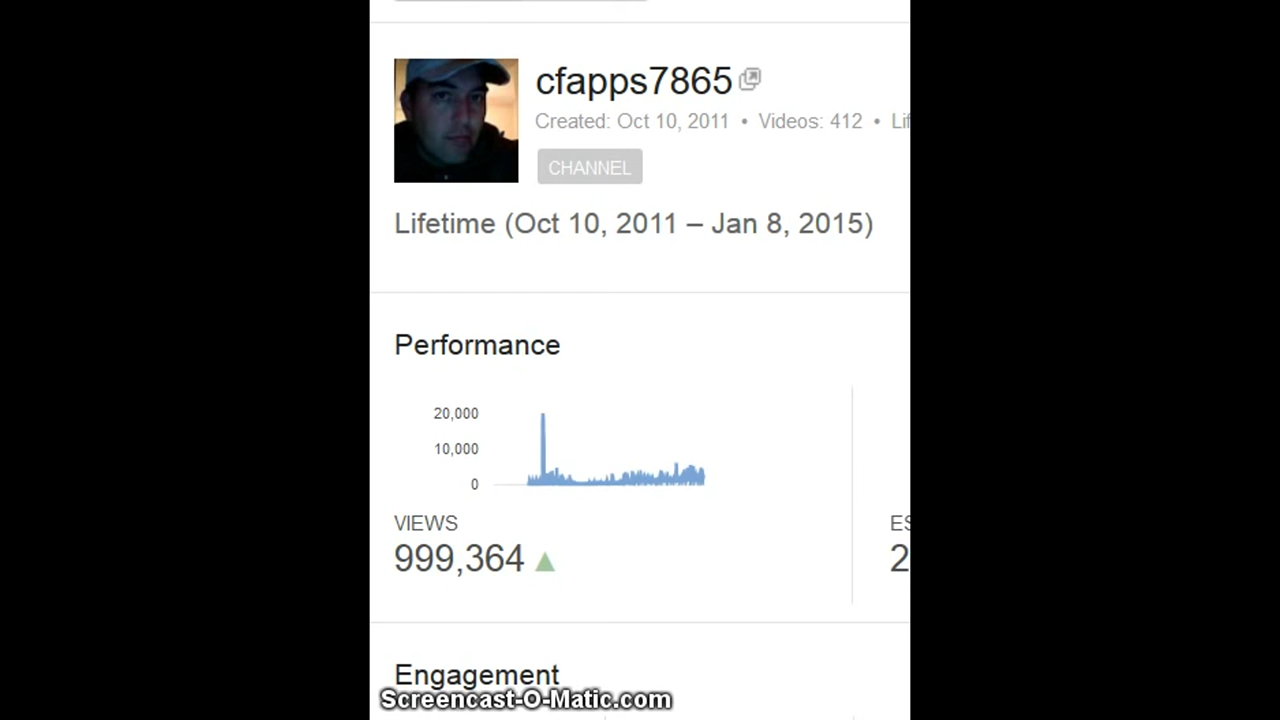 cfapps7865
Created: Oct 10, 2011 • Videos: 412 •
CHANNEL
Lifetime (Oct 10, 2011 – Jan 8, 2015)
Performance
20,000
10,000
0
VIEWS
999,364
Engagement
Screencast-O-Matic.com